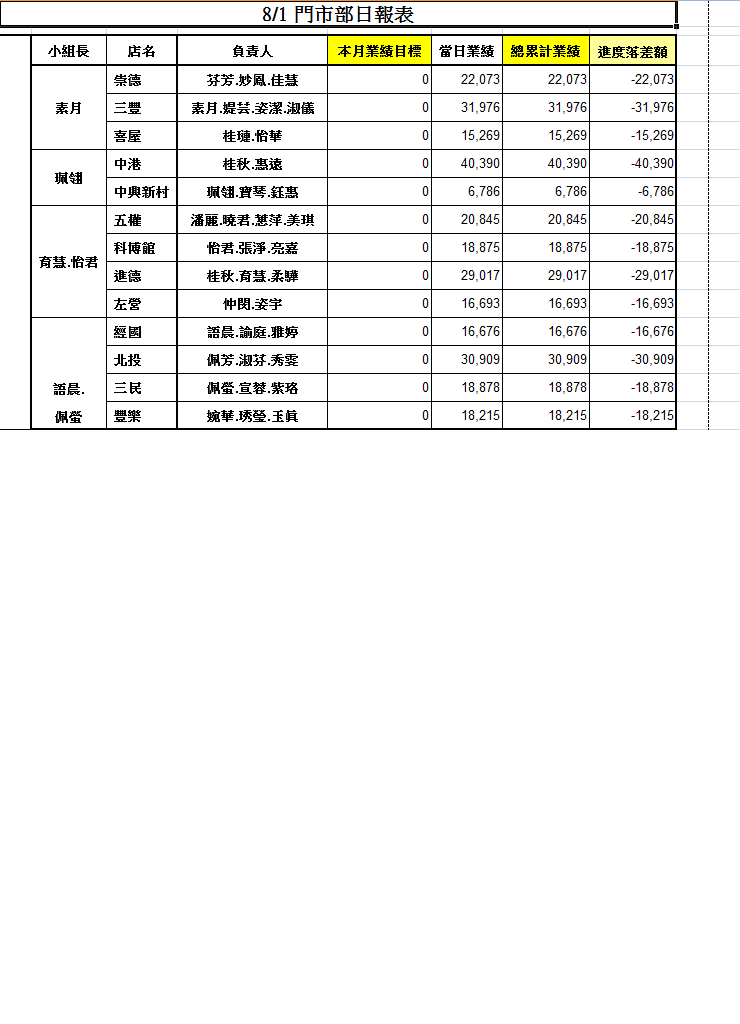 8/1 門市部日報表
小組長 店名 負責人 本月業績目標 當日業績 總累計業績 進度落差額
崇德 芬芳.妙鳳.佳慧 0 22,073 22,073 -22,073
素月 三豐 素月.媞芸.姿潔.淑儀 0 31,976 31,976 -31,976
喜屋 桂璉.怡華 0 15,269 15,269 -15,269
珮翎 中港 桂秋.惠遠 0 40,390 40,390 -40,390
中興新村 珮翎.寶琴.鈺惠 0 6,786 6,786 -6,786
五權 潘麗.曉君.慧萍.美琪 0 20,845 20,845 -20,845
育慧.怡君 科博館 怡君.張淨.亮嘉 0 18,875 18,875 -18,875
進德 桂秋.育慧.柔驊 0 29,017 29,017 -29,017
左營 仲閔.姿宇 0 16,693 16,693 -16,693
經國 語晨.諭庭.雅婷 0 16,676 16,676 -16,676
北投 佩芳.淑芬.秀雯 0 30,909 30,909 -30,909
語晨. 三民 佩螢.宣蓉.紫珞 0 18,878 18,878 -18,878
佩螢 豐樂 婉華.琇瑩.玉真 0 18,215 18,215 -18,215